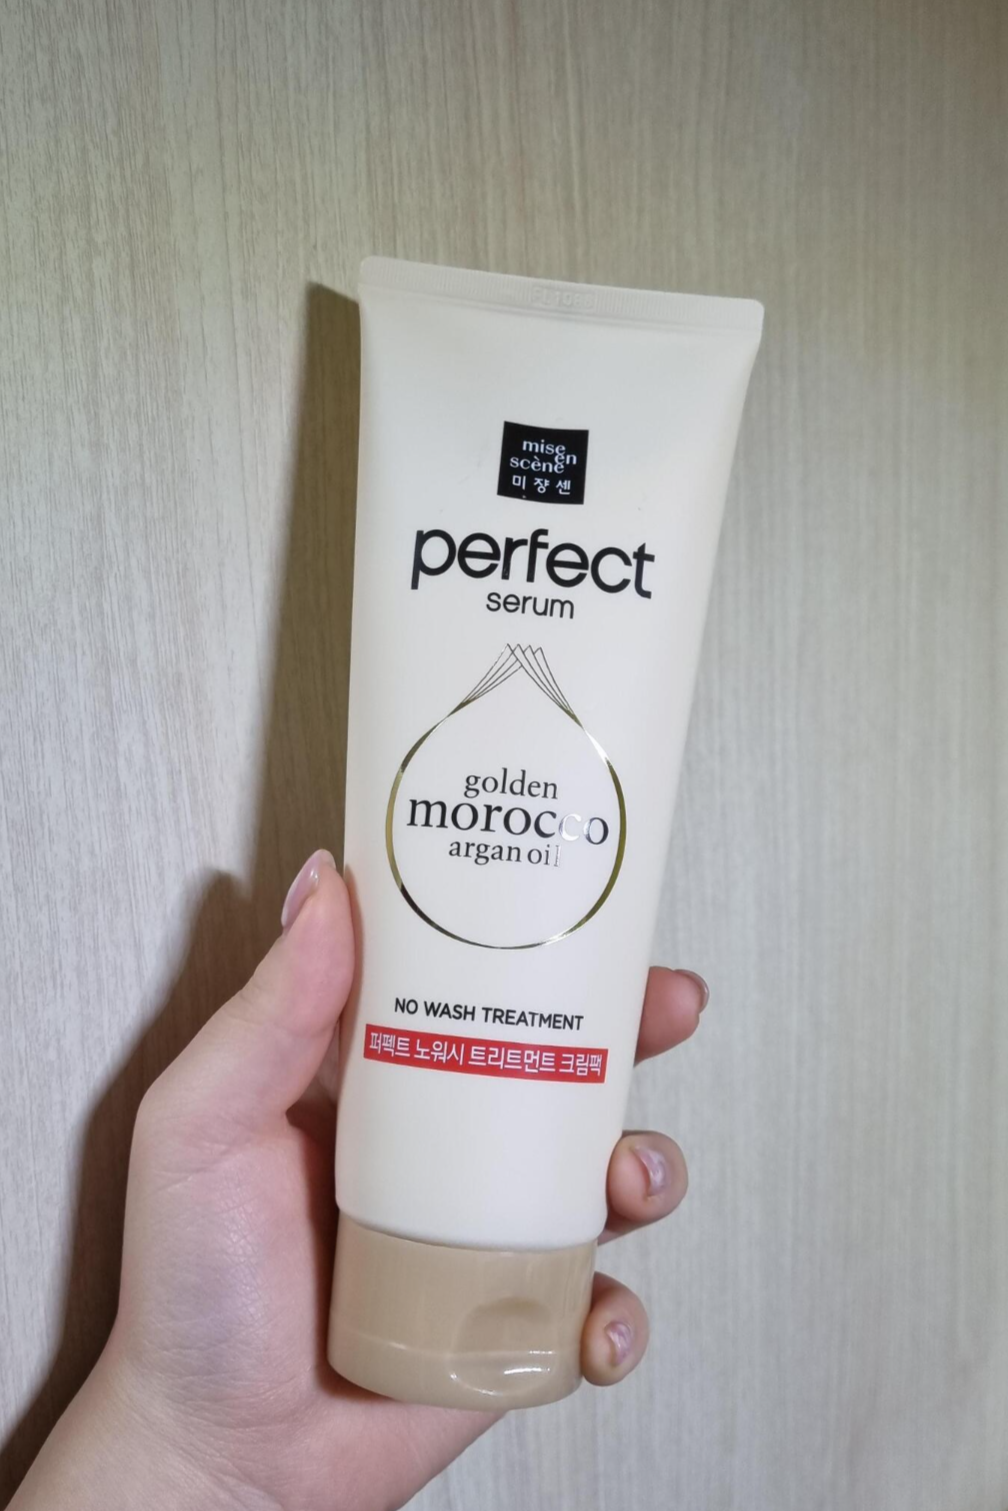 mise
en
scène
미쟝센
perfect
serum
golden
morocco
argan oil
NO WASH TREATMENT
퍼펙트 노워시 트리트먼트 크림팩